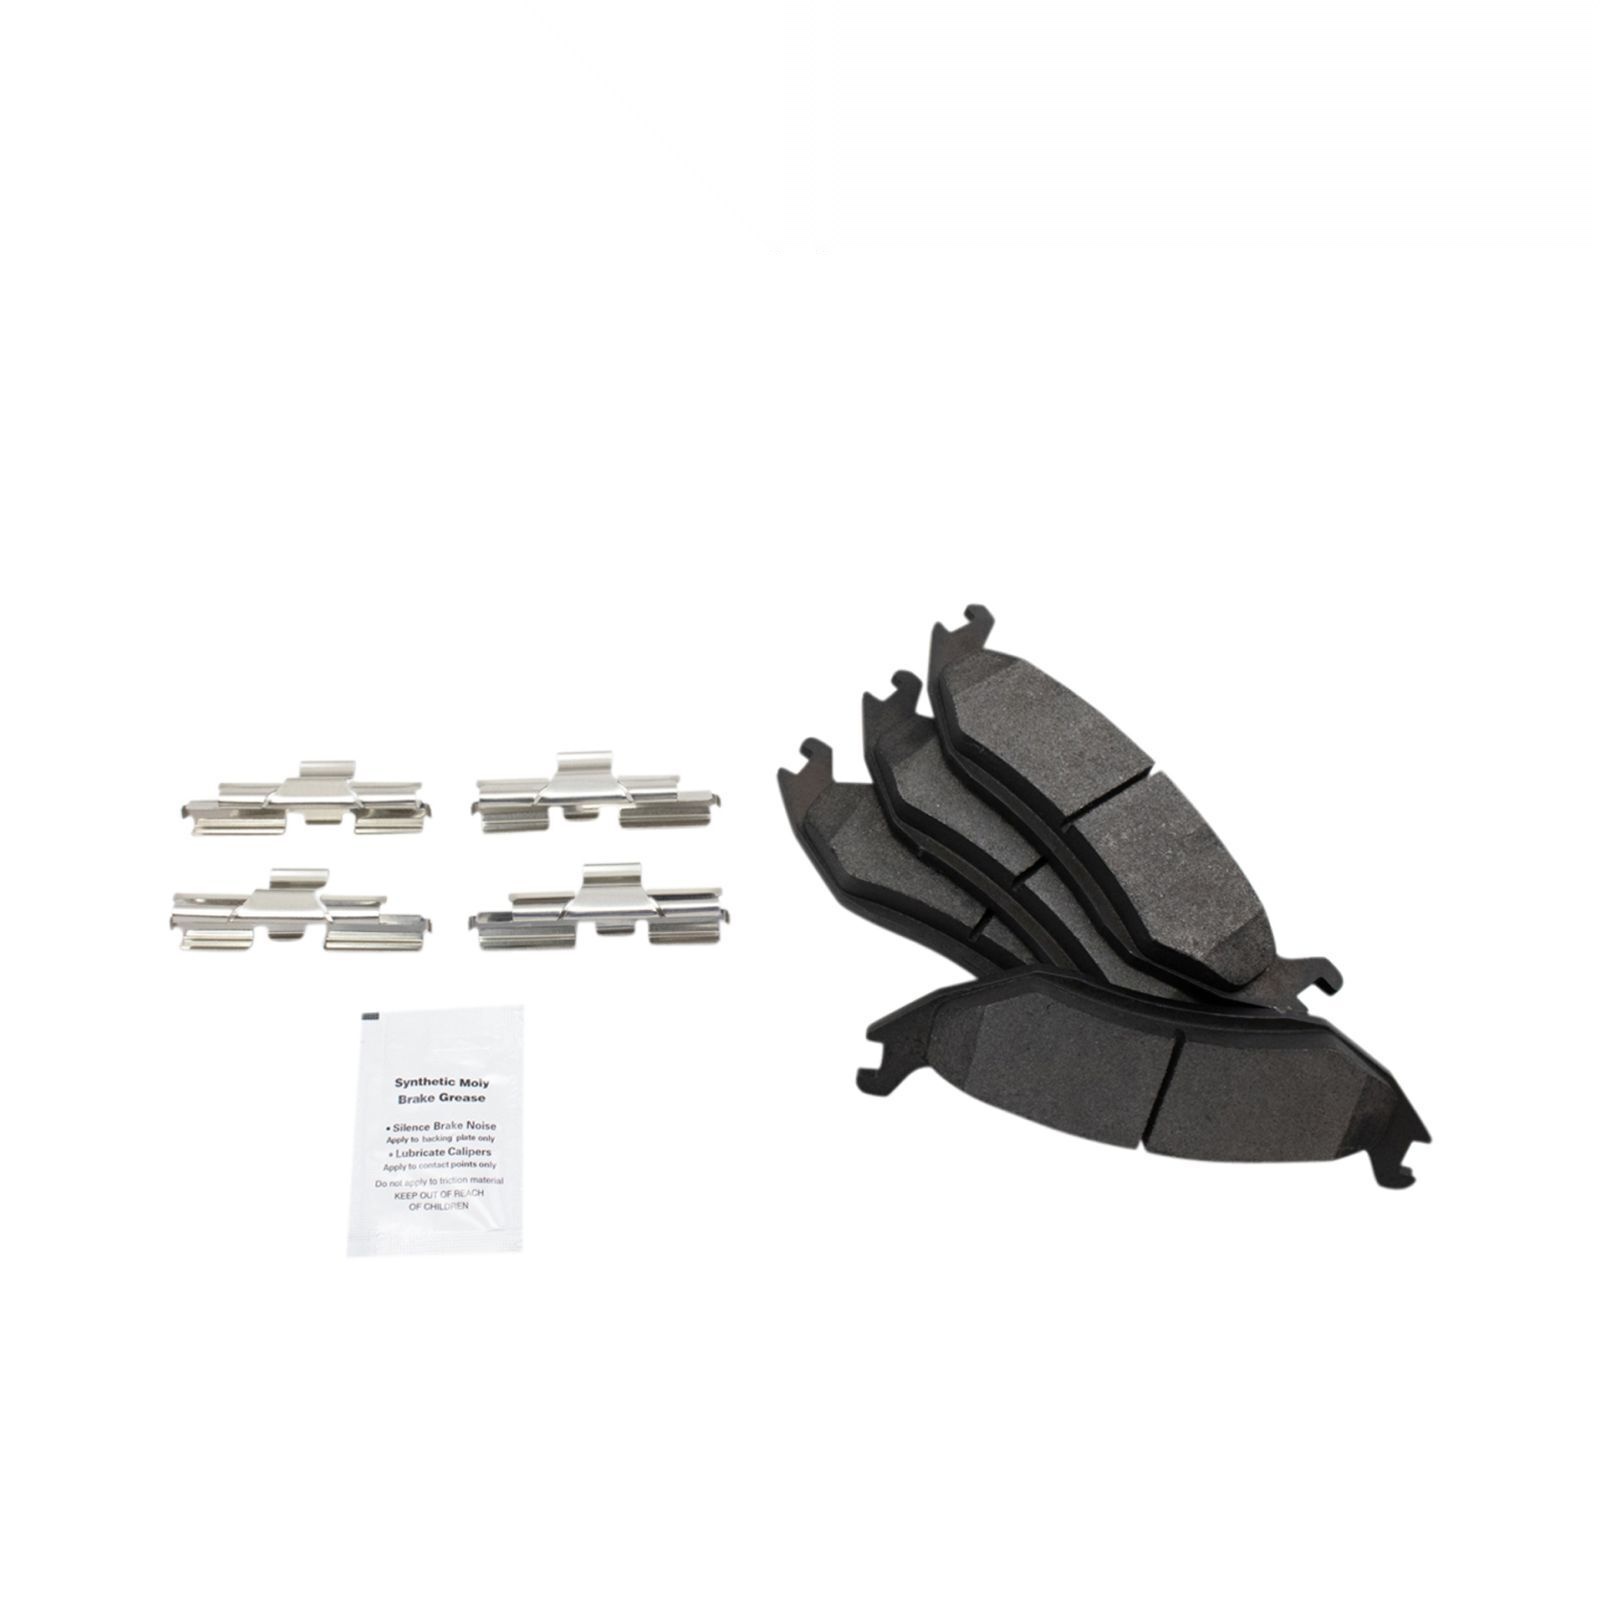 Synthetic Moly
Brake Grease
• Silence Brake Noise
Apply to backing plate only
• Lubricate Calipers
Apply to contact points only
Do not apply to friction material
KEEP OUT OF REACH
OF CHILDREN